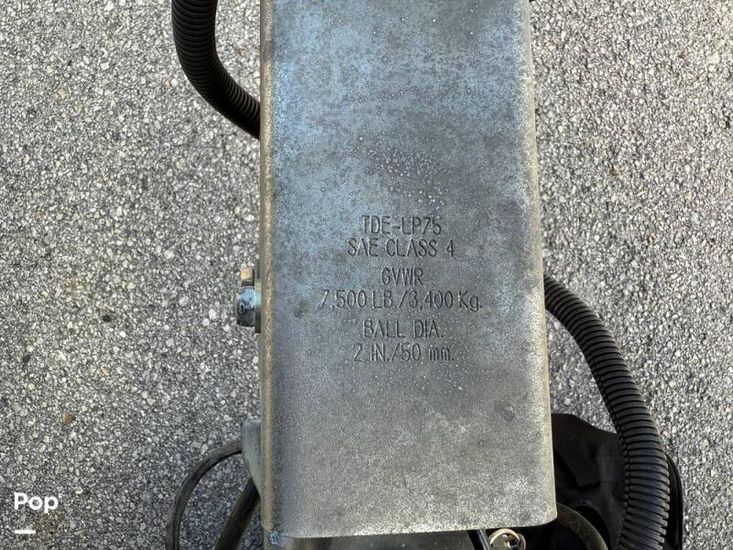 TDE-LP75
SAE CLASS 4
GVWR
7,500 LB./3,400 Kg.
BALL DIA.
2 IN./50 mm.
Pop